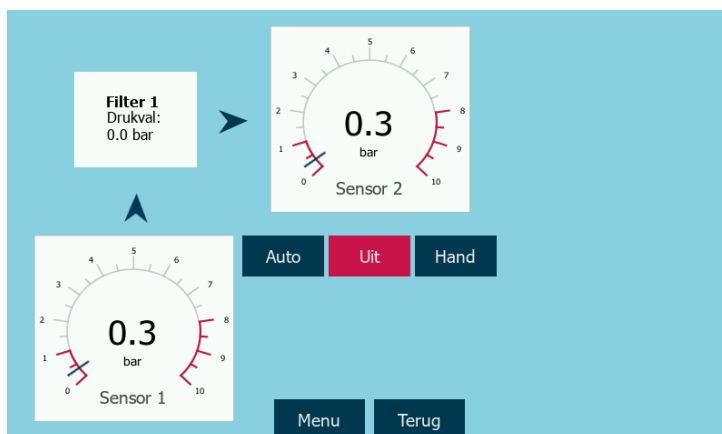 Filter 1
Drukval:
0.0 bar
0
1
2
3
4
5
6
7
8
9
10
0.3
bar
Sensor 2
0
1
2
3
4
5
6
7
8
9
10
0.3
bar
Sensor 1
Auto
Uit
Hand
Menu
Terug